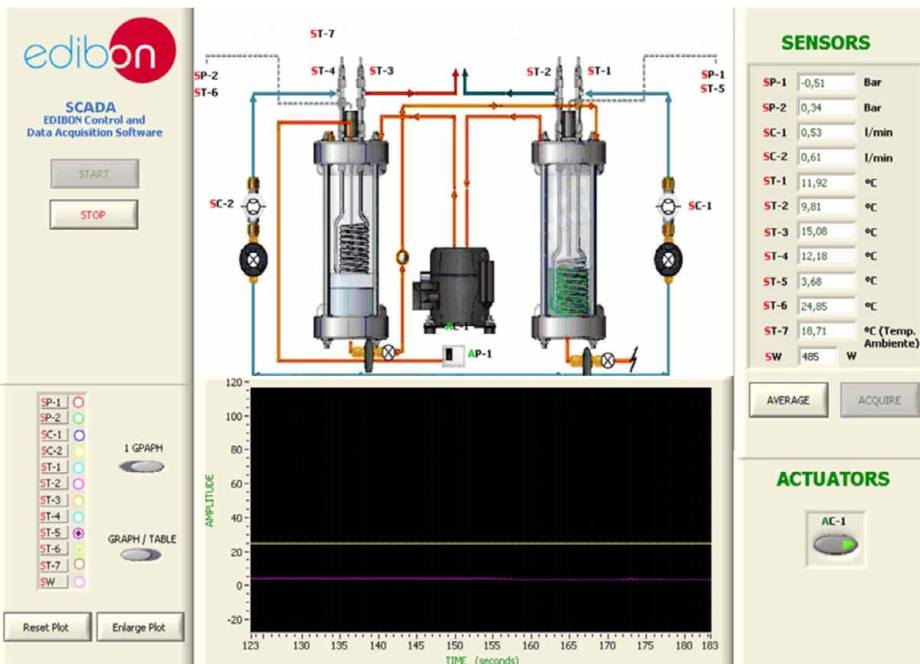 edibon
SCADA
EDIBON Control and
Data Acquisition Software
START
STOP
ST-7
ST-4 ST-3 ST-2 ST-1
SP-2
ST-6
SP-1
ST-5
SC-2
SC-1
AC-1
AP-1
SENSORS
SP-1 -0,51 Bar
SP-2 0,34 Bar
SC-1 0,53 l/min
SC-2 0,61 l/min
ST-1 11,92 ºC
ST-2 9,81 ºC
ST-3 15,08 ºC
ST-4 12,18 ºC
ST-5 3,68 ºC
ST-6 24,85 ºC
ST-7 18,71 ºC (Temp.
Ambiente)
SW 485 W
AVERAGE ACQUIRE
ACTUATORS
AC-1
SP-1
SP-2
SC-1
SC-2
ST-1
ST-2
ST-3
ST-4
ST-5
ST-6
ST-7
SW
1 GPAPH
GRAPH / TABLE
Reset Plot Enlarge Plot
AMPLITUDE
120
100
80
60
40
20
0
-20
123 130 135 140 145 150 155 160 165 170 175 180 183
TIME (seconds)